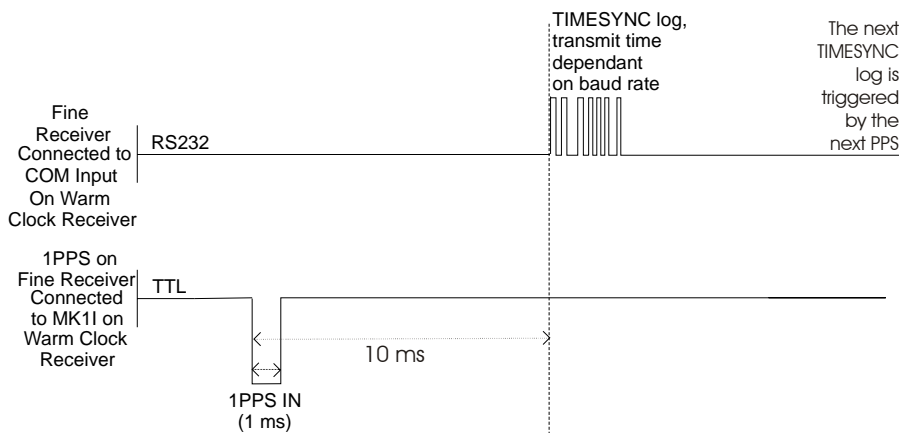 TIMESYNC log,
transmit time
dependant
on baud rate
The next
TIMESYNC
log is
triggered
by the
next PPS
Fine
Receiver
Connected to
COM Input
On Warm
Clock Receiver
RS232
1PPS on
Fine Receiver
Connected
to MK1I on
Warm Clock
Receiver
TTL
10 ms
1PPS IN
(1 ms)